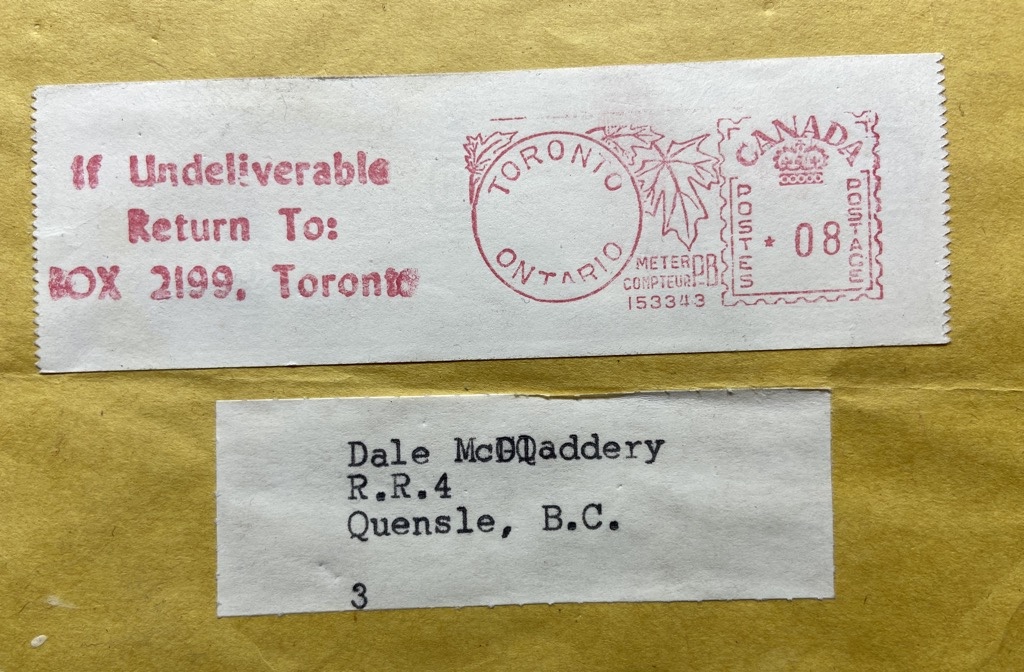 If Undeliverable
Return To:
BOX 2199, Toronto
TORONTO
ONTARIO
METER
COMPTEUR PB
153343
CANADA
POSTES
* 08
POSTAGE
Dale
R.R.4
Quensle, B.C.
3